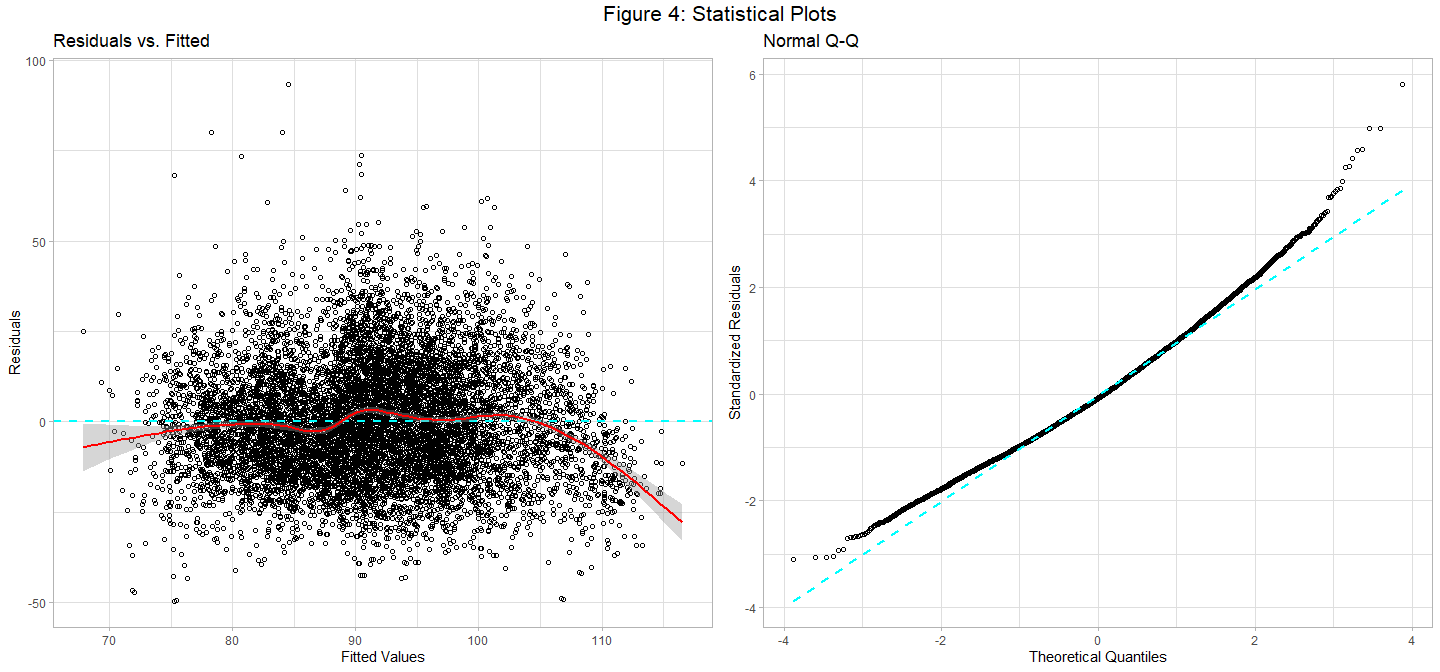 Figure 4: Statistical Plots
Residuals vs. Fitted
100
50
0
-50
Residuals
70
80
90
100
110
Fitted Values
Normal Q-Q
6
4
2
0
-2
-4
Standardized Residuals
-4
-2
0
2
4
Theoretical Quantiles